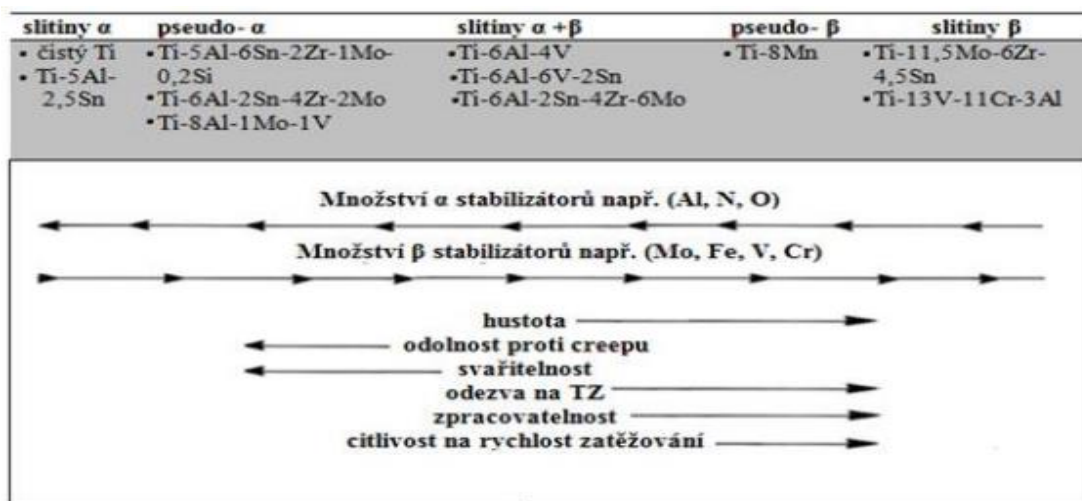 slitiny α pseudo- α slitiny α +β pseudo- β slitiny β
• čistý Ti •Ti-5Al-6Sn-2Zr-1Mo- •Ti-6Al-4V •Ti-8Mn •Ti-11,5Mo-6Zr-
• Ti-5Al- 0,2Si •Ti-6Al-6V-2Sn 4,5Sn
2,5Sn •Ti-6Al-2Sn-4Zr-2Mo •Ti-6Al-2Sn-4Zr-6Mo •Ti-13V-11Cr-3Al
•Ti-8Al-1Mo-1V
Množství α stabilizátorů např. (Al, N, O)
Množství β stabilizátorů např. (Mo, Fe, V, Cr)
hustota
odolnost proti creepu
svařitelnost
odezva na TZ
zpracovatelnost
citlivost na rychlost zatěžování